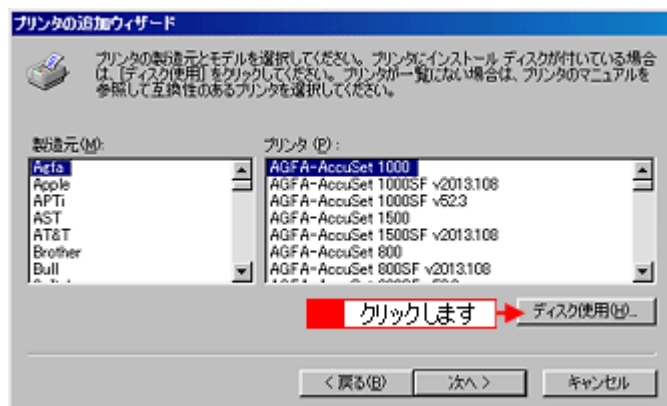 プリンタの追加ウィザード
プリンタの製造元とモデルを選択してください。プリンタにインストール ディスクが付いている場合
は、[ディスク使用] をクリックしてください。プリンタが一覧にない場合は、プリンタのマニュアルを
参照して互換性のあるプリンタを選択してください。
製造元(M):
Agfa
Apple
APTi
AST
AT&T
Brother
Bull
プリンタ (P) :
AGFA-AccuSet 1000
AGFA-AccuSet 1000SF v2013.108
AGFA-AccuSet 1000SF v52.3
AGFA-AccuSet 1500
AGFA-AccuSet 1500SF v2013.108
AGFA-AccuSet 800
AGFA-AccuSet 800SF v2013.108
クリックします
ディスク使用(H)...
< 戻る(B)
次へ >
キャンセル